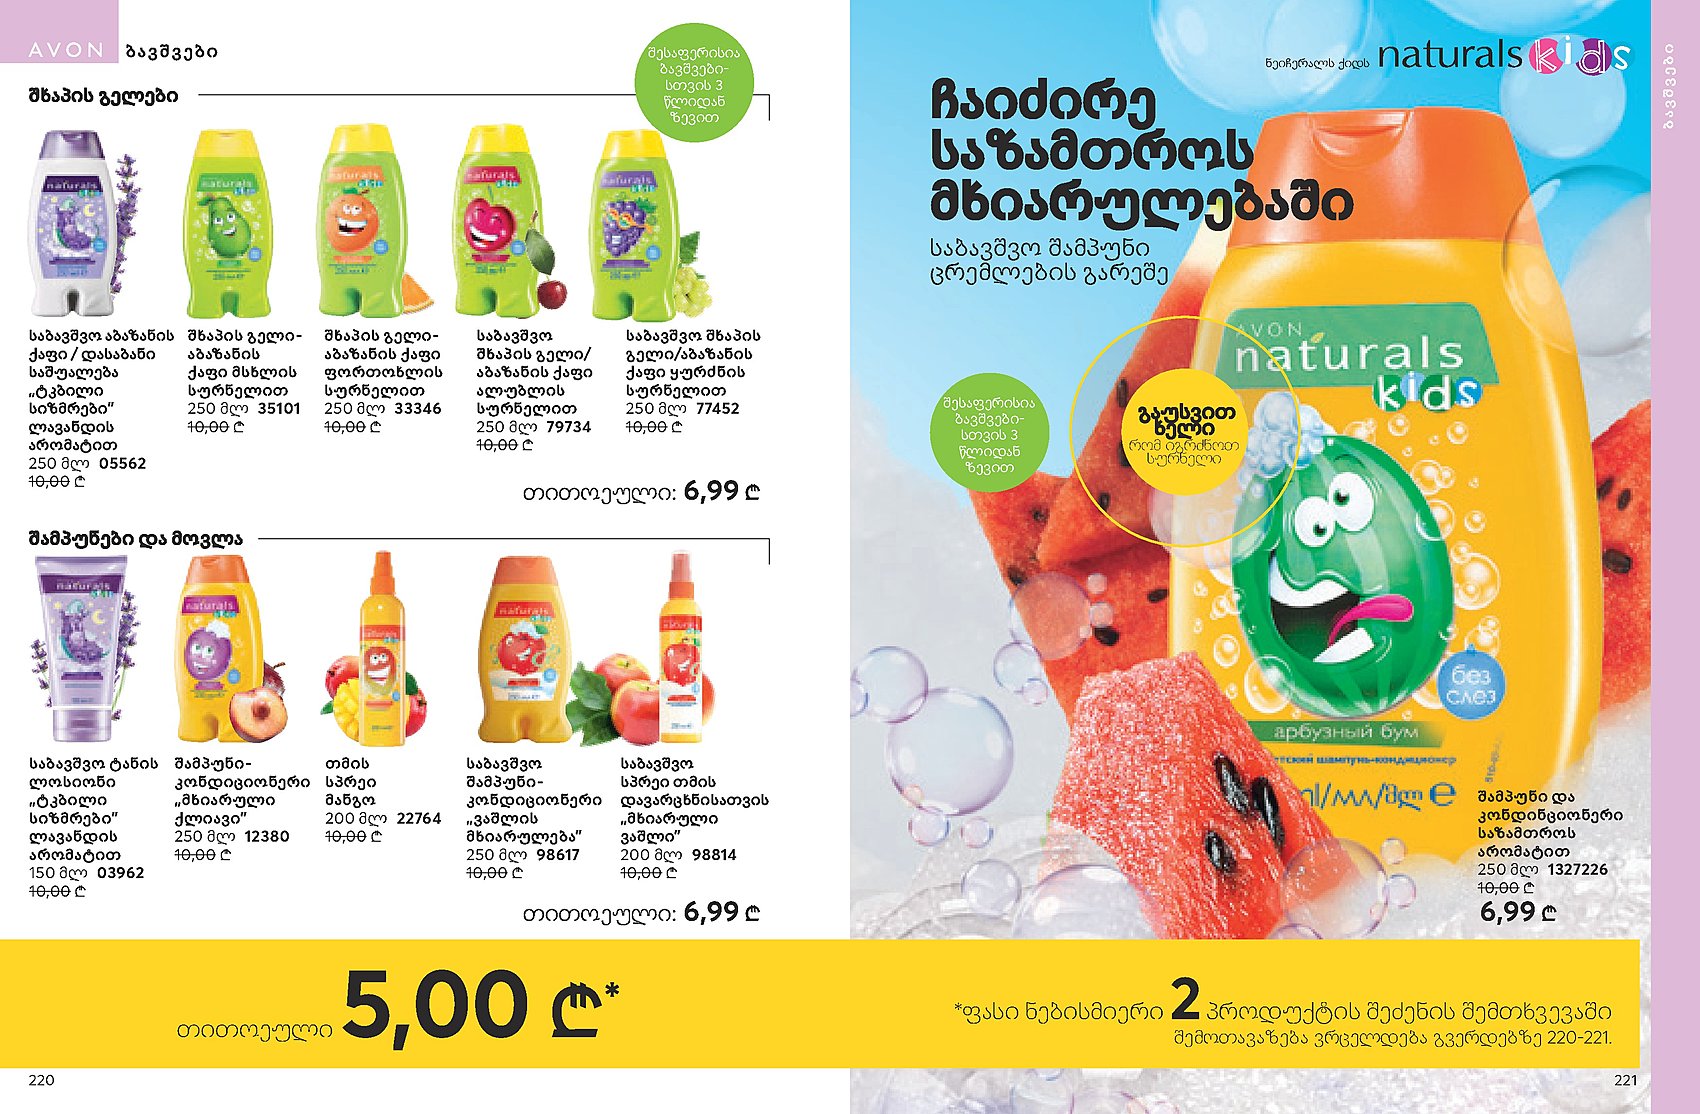 AVON ბავშვები
შხაპის გელები
შესაფერისია
ბავშვები-
სთვის 3
წლიდან
ზევით
საბავშვო აბაზანის
ქაფი / დასაბანი
საშუალება
„ტკბილი
სიზმრები”
ლავანდის
არომატით
250 მლ 05562
10,00 ₾
შხაპის გელი-
აბაზანის
ქაფი მსხლის
სურნელით
250 მლ 35101
10,00 ₾
შხაპის გელი-
აბაზანის ქაფი
ფორთოხლის
სურნელით
250 მლ 33346
10,00 ₾
საბავშვო
შხაპის გელი/
აბაზანის ქაფი
ალუბლის
სურნელით
250 მლ 79734
10,00 ₾
საბავშვო შხაპის
გელი/აბაზანის
ქაფი ყურძნის
სურნელით
250 მლ 77452
10,00 ₾
თითოეული: 6,99 ₾
შამპუნები და მოვლა
საბავშვო ტანის
ლოსიონი
„ტკბილი
სიზმრები”
ლავანდის
არომატით
150 მლ 03962
10,00 ₾
შამპუნი-
კონდიციონერი
„მხიარული
ქლიავი”
250 მლ 12380
10,00 ₾
თმის
სპრეი
მანგო
200 მლ 22764
10,00 ₾
საბავშვო
შამპუნი-
კონდიციონერი
„ვაშლის
მხიარულება”
250 მლ 98617
10,00 ₾
საბავშვო
სპრეი თმის
დავარცხნისათვის
„მხიარული
ვაშლი”
200 მლ 98814
10,00 ₾
თითოეული: 6,99 ₾
თითოეული 5,00 ₾*
220
ნეიჩერალს ქიდს naturals kids
ბავშვები
ჩაიძირე
საზამთროს
მხიარულებაში
საბავშვო შამპუნი
ცრემლების გარეშე
შესაფერისია
ბავშვები-
სთვის 3
წლიდან
ზევით
გაუსვით
ხელი
რომ იგრძნოთ
სურნელი
AVON
naturals
kids
без
слез
арбузный бум
шампунь-кондиционер
ml/мл/მლ e
შამპუნი და
კონდინციონერი
საზამთროს
არომატით
250 მლ 1327226
10,00 ₾
6,99 ₾
*ფასი ნებისმიერი 2 პროდუქტის შეძენის შემთხვევაში
შემოთავაზება ვრცელდება გვერდებზე 220-221.
221